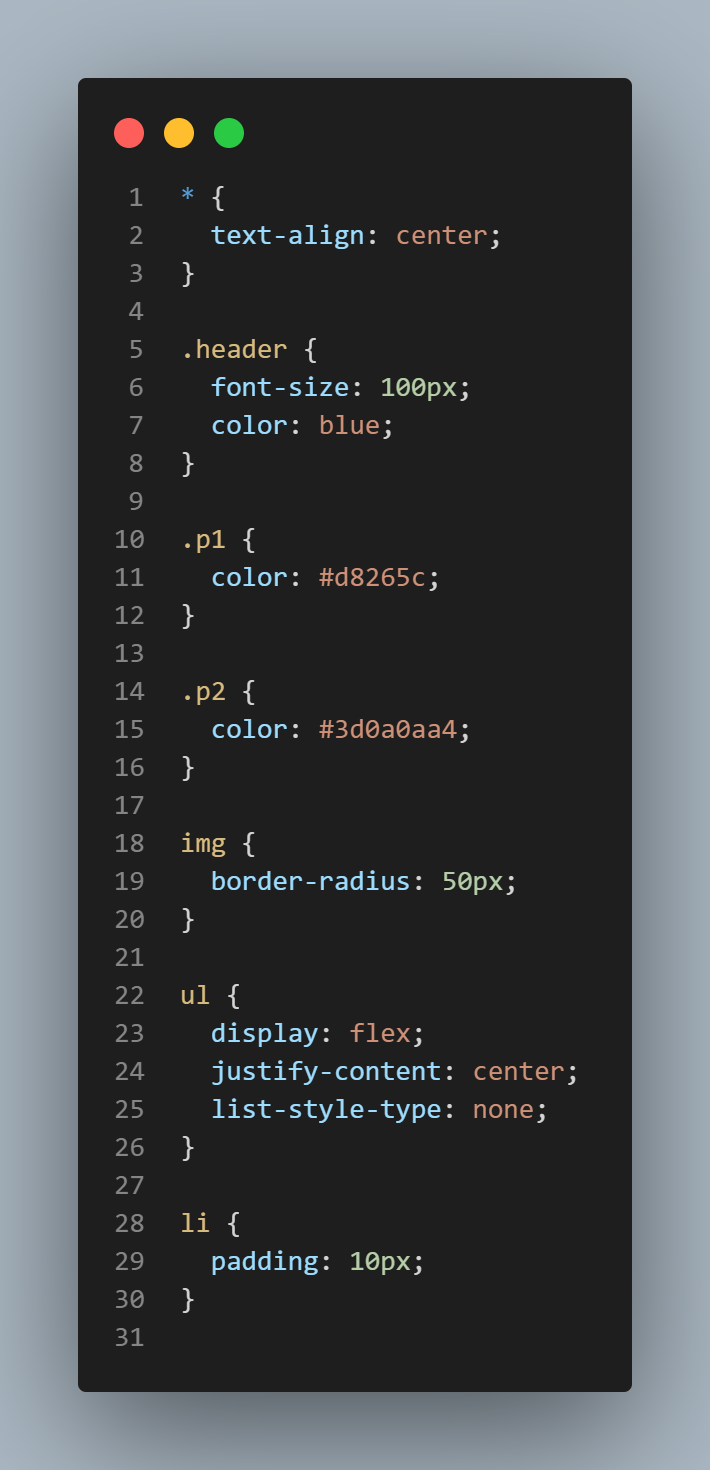 1 * {
2   text-align: center;
3 }
4
5 .header {
6   font-size: 100px;
7   color: blue;
8 }
9
10 .p1 {
11   color: #d8265c;
12 }
13
14 .p2 {
15   color: #3d0a0aa4;
16 }
17
18 img {
19   border-radius: 50px;
20 }
21
22 ul {
23   display: flex;
24   justify-content: center;
25   list-style-type: none;
26 }
27
28 li {
29   padding: 10px;
30 }
31